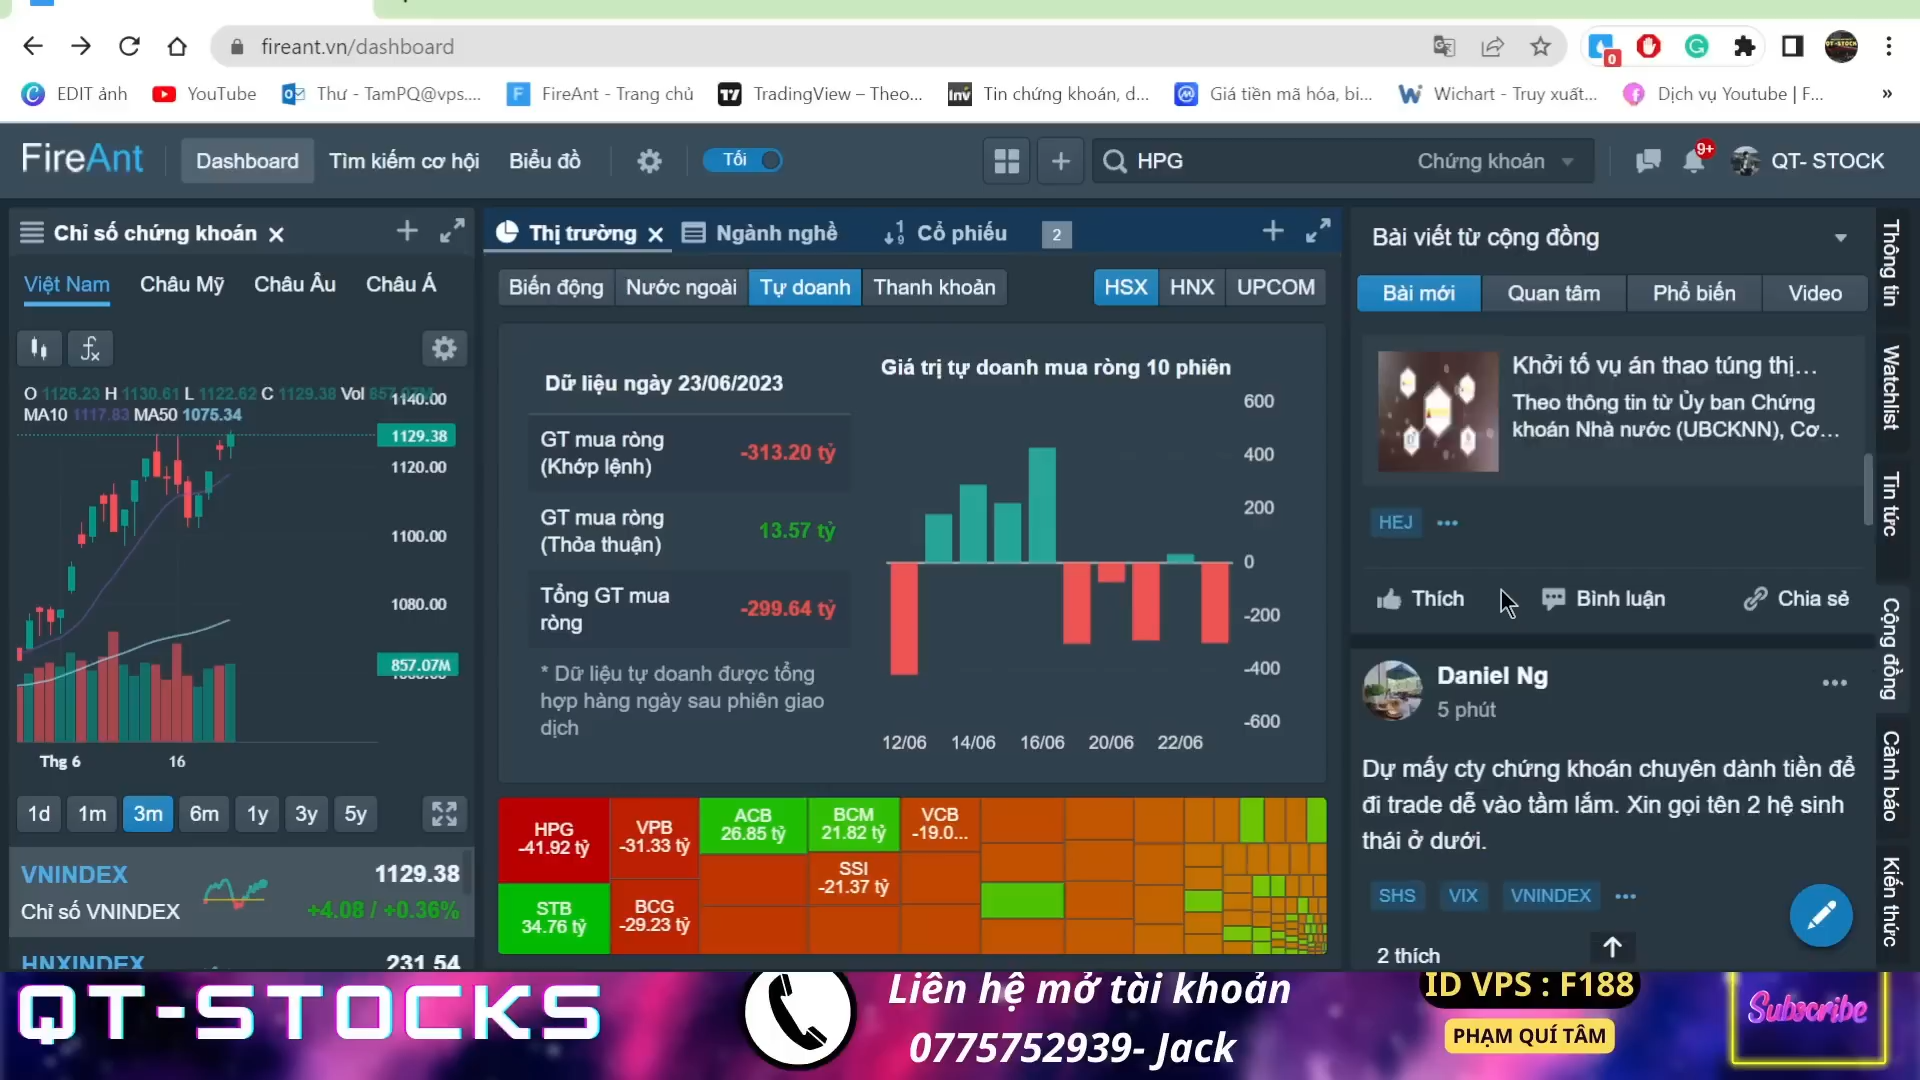 fireant.vn/dashboard
0
EDIT ảnh
YouTube
Thư - TamPQ@vps....
FireAnt - Trang chủ
TradingView – Theo...
Tin chứng khoán, d...
Giá tiền mã hóa, bi...
Wichart - Truy xuất...
Dịch vụ Youtube | F...
»
FireAnt
Dashboard
Tìm kiếm cơ hội
Biểu đồ
Tối
HPG
Chứng khoán
9+
QT- STOCK
Chỉ số chứng khoán
Việt Nam
Châu Mỹ
Châu Âu
Châu Á
O 1126.23 H 1130.61 L 1122.62 C 1129.38 Vol
MA10 1117.83 MA50 1075.34
1140.00
1129.38
1120.00
1100.00
1080.00
857.07M
Thg 6
16
1d
1m
3m
6m
1y
3y
5y
VNINDEX
1129.38
Chỉ số VNINDEX
+4.08 / +0.36%
HNXINDEX
231.54
Thị trường
Ngành nghề
Cổ phiếu
2
Biến động
Nước ngoài
Tự doanh
Thanh khoản
HSX
HNX
UPCOM
Dữ liệu ngày 23/06/2023
GT mua ròng
(Khớp lệnh)
-313.20 tỷ
GT mua ròng
(Thỏa thuận)
13.57 tỷ
Tổng GT mua
ròng
-299.64 tỷ
* Dữ liệu tự doanh được tổng
hợp hàng ngày sau phiên giao
dịch
Giá trị tự doanh mua ròng 10 phiên
600
400
200
0
-200
-400
-600
12/06
14/06
16/06
20/06
22/06
HPG
-41.92 tỷ
STB
34.76 tỷ
VPB
-31.33 tỷ
BCG
-29.23 tỷ
ACB
26.85 tỷ
BCM
21.82 tỷ
SSI
-21.37 tỷ
VCB
-19.0...
Bài viết từ cộng đồng
Bài mới
Quan tâm
Phổ biến
Video
Khởi tố vụ án thao túng thị...
Theo thông tin từ Ủy ban Chứng
khoán Nhà nước (UBCKNN), Cơ...
HEJ
Thích
Bình luận
Chia sẻ
Daniel Ng
5 phút
Dự mấy cty chứng khoán chuyên dành tiền để
đi trade dễ vào tầm lắm. Xin gọi tên 2 hệ sinh
thái ở dưới.
SHS
VIX
VNINDEX
2 thích
Thông tin
Watchlist
Tin tức
Cộng đồng
Cảnh báo
Kiến thức
QT-STOCKS
Liên hệ mở tài khoản
0775752939- Jack
ID VPS : F188
PHẠM QUÍ TÂM
Subscribe